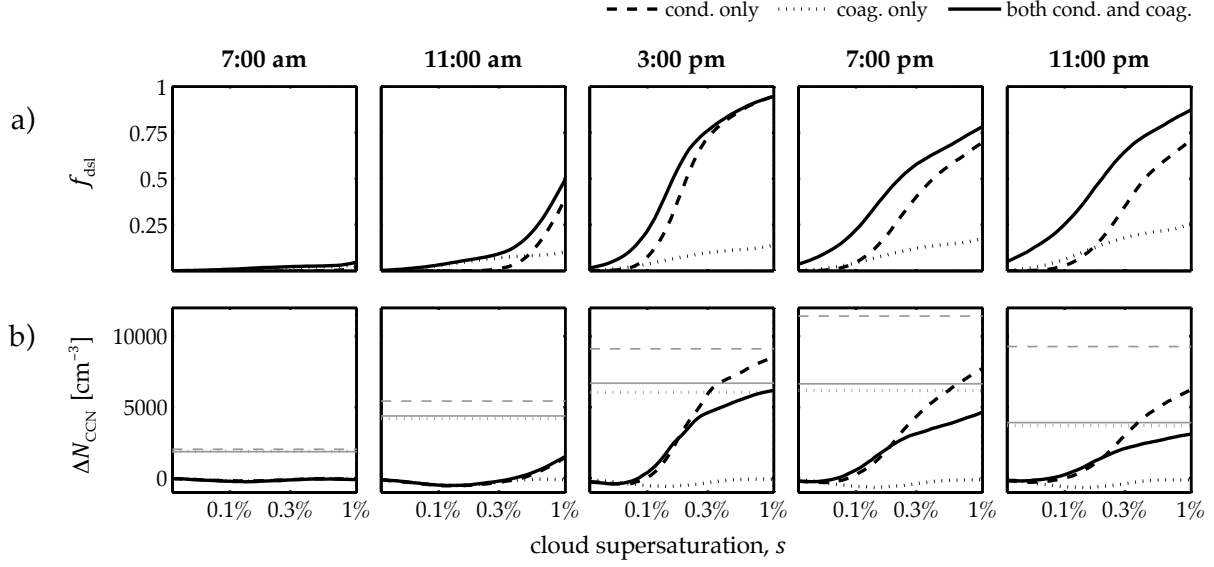 cond. only coag. only both cond. and coag.
7:00 am 11:00 am 3:00 pm 7:00 pm 11:00 pm
a)
f_dsl
1
0.75
0.5
0.25
b)
ΔN_CCN [cm⁻³]
10000
5000
0
0.1% 0.3% 1% 0.1% 0.3% 1% 0.1% 0.3% 1% 0.1% 0.3% 1% 0.1% 0.3% 1%
cloud supersaturation, s